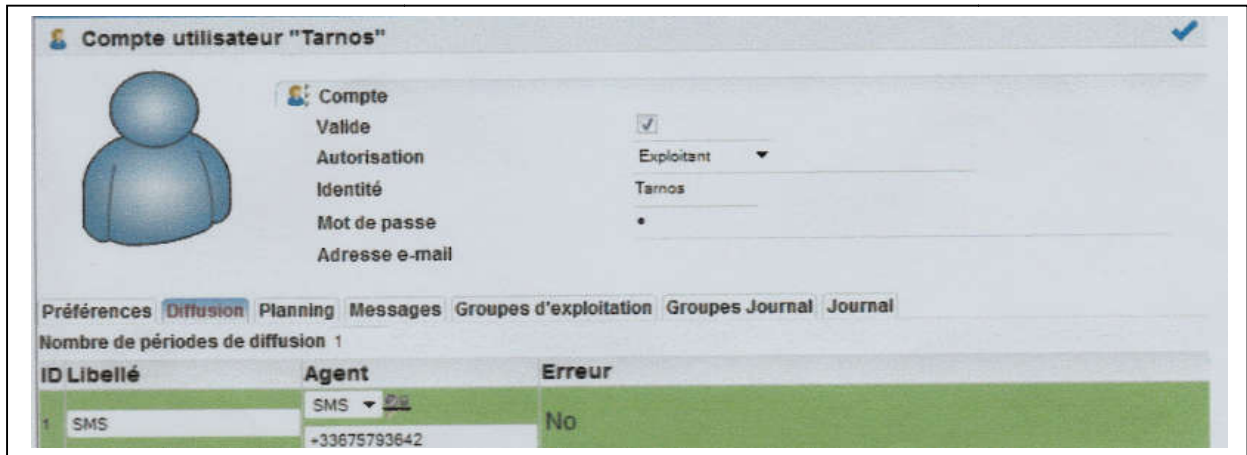 Compte utilisateur "Tarnos"
Compte
Valide
Autorisation Exploitant
Identité Tarnos
Mot de passe •
Adresse e-mail
Préférences Diffusion Planning Messages Groupes d'exploitation Groupes Journal Journal
Nombre de périodes de diffusion 1
ID Libellé Agent Erreur
1 SMS SMS No
+33675793642